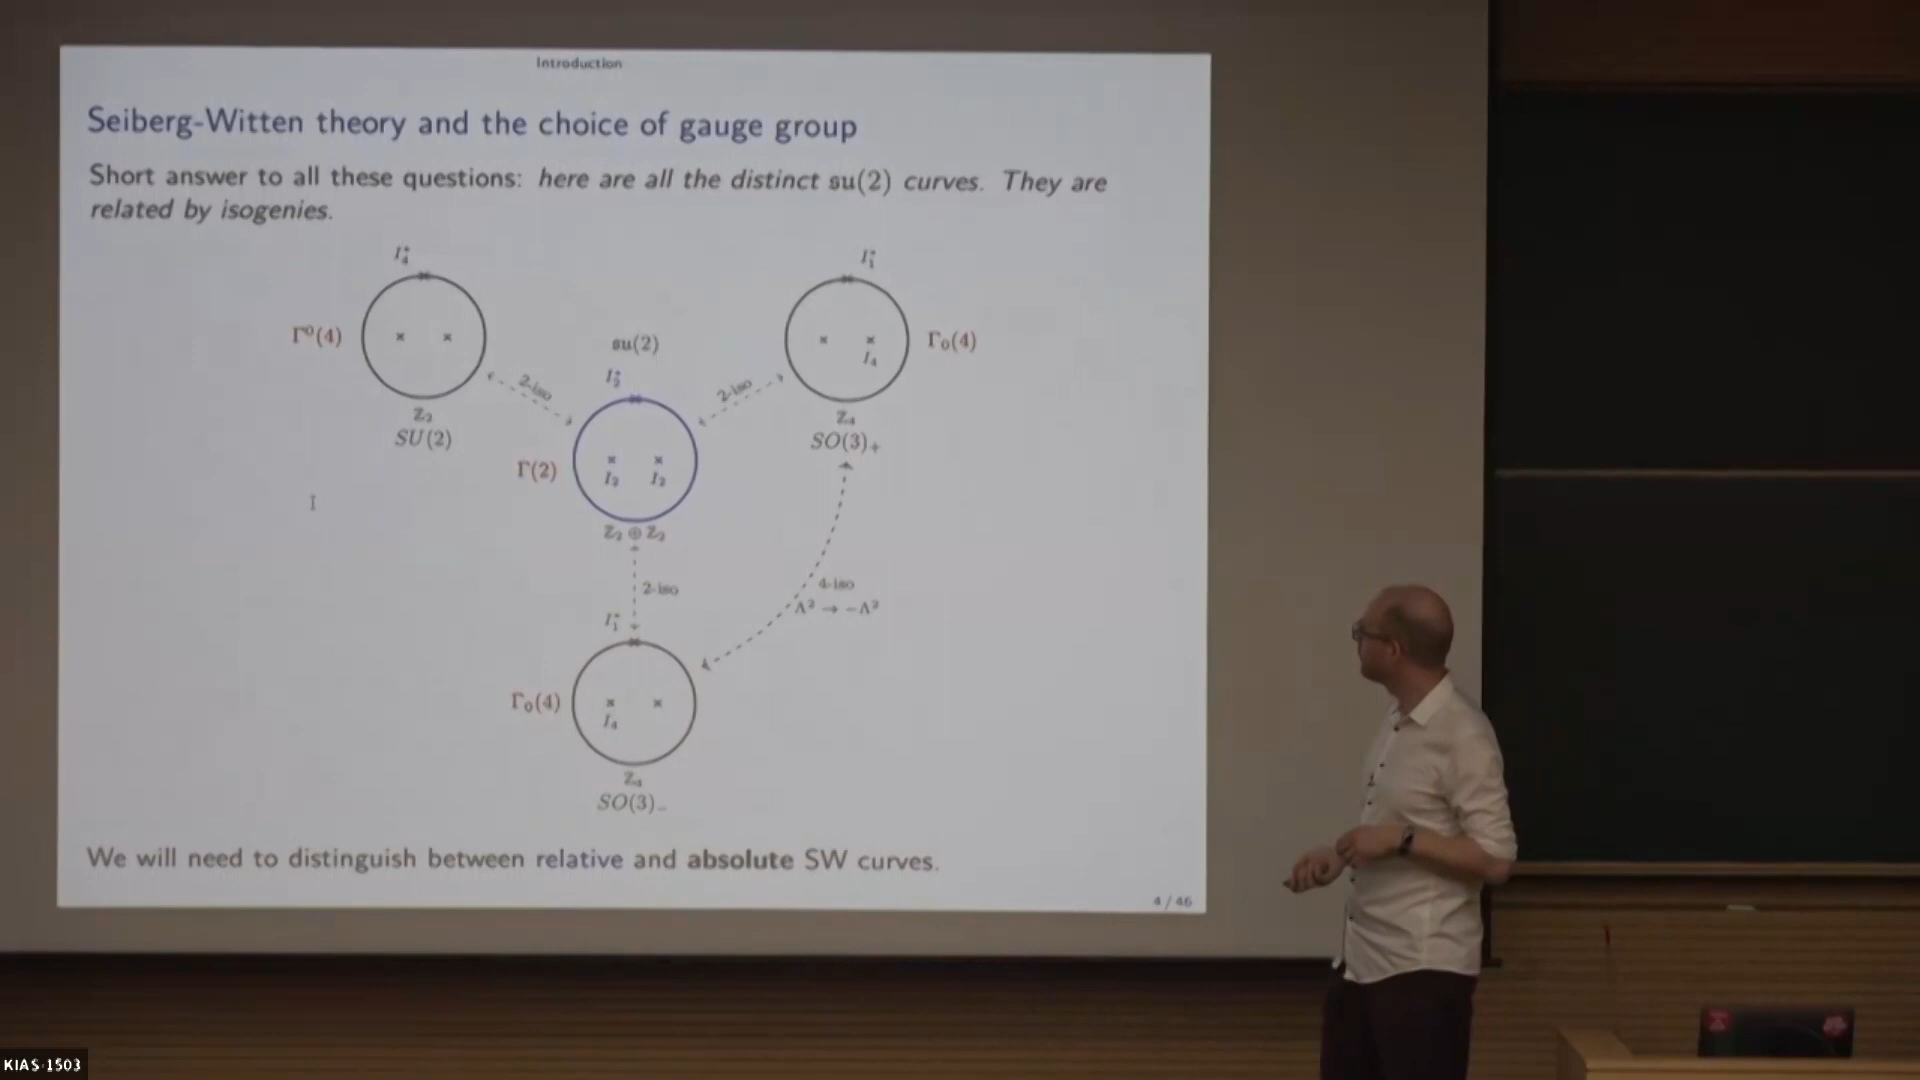 Introduction
Seiberg-Witten theory and the choice of gauge group
Short answer to all these questions: here are all the distinct 𝔰𝔲(2) curves. They are
related by isogenies.
I₄*
I₁*
Γ⁰(4)
𝔰𝔲(2)
Γ₀(4)
I₄
I₂*
2-iso
2-iso
ℤ₂
SU(2)
ℤ₄
SO(3)₊
Γ(2)
I₂
I₂
ℤ₂ ⊕ ℤ₂
2-iso
4-iso
Λ² → −Λ²
I₁*
Γ₀(4)
I₄
ℤ₄
SO(3)₋
We will need to distinguish between relative and absolute SW curves.
4 / 46
KIAS-1503